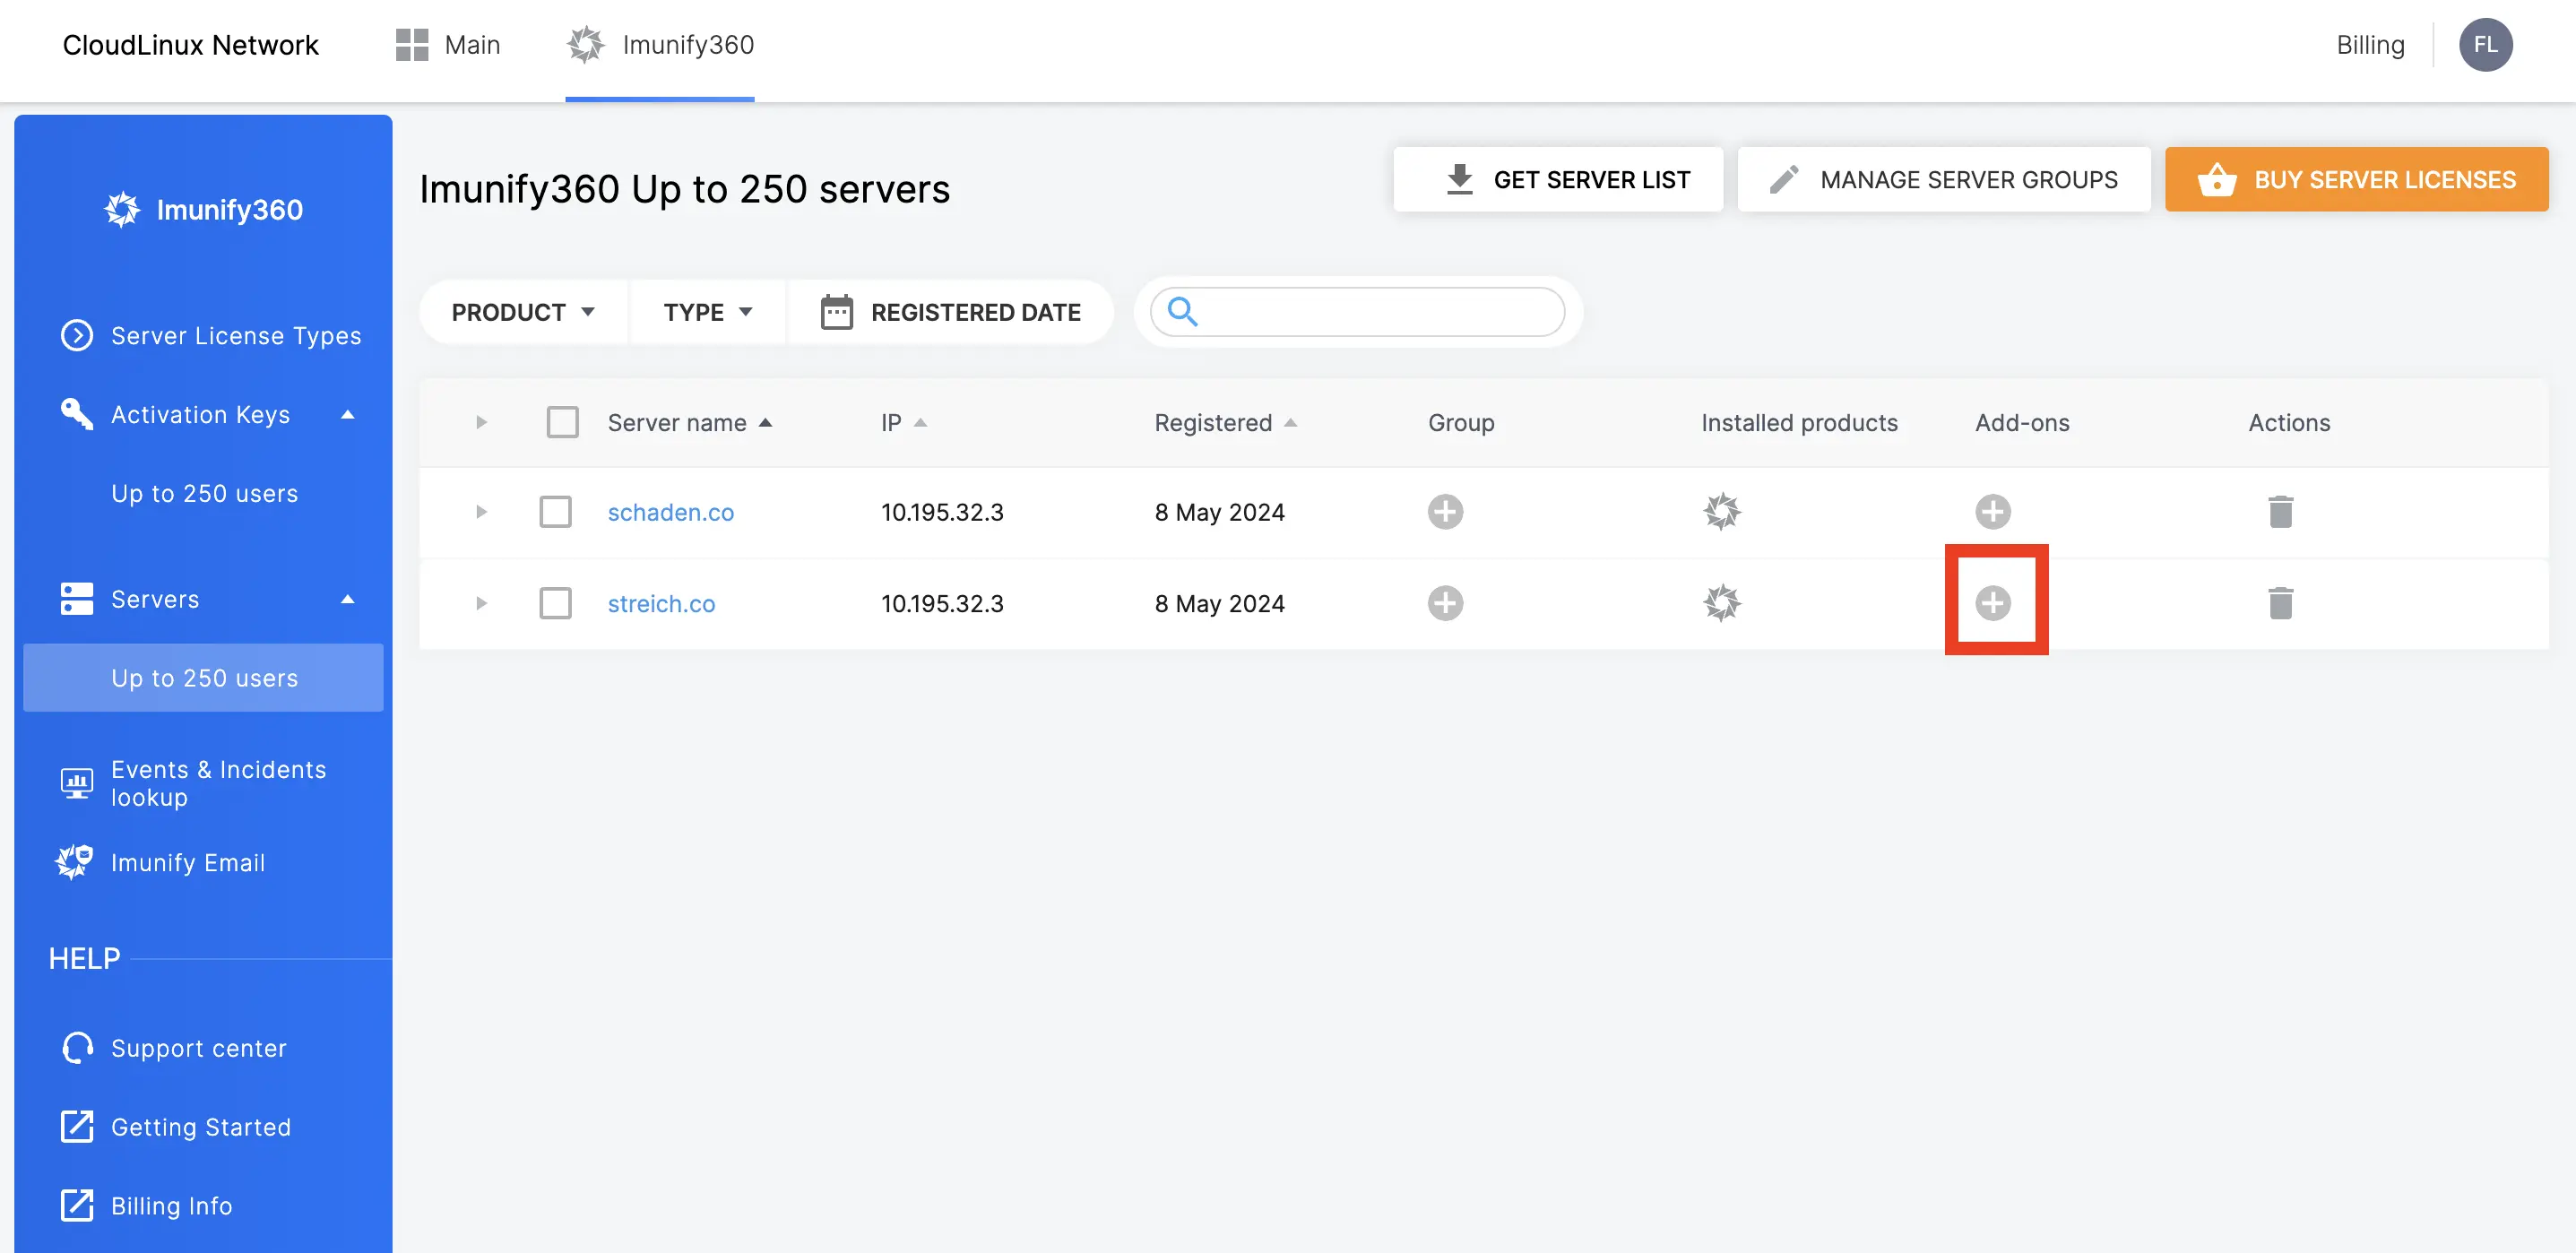 CloudLinux Network
Main
Imunify360
Billing
FL
Imunify360
Server License Types
Activation Keys
Up to 250 users
Servers
Up to 250 users
Events & Incidents
lookup
Imunify Email
HELP
Support center
Getting Started
Billing Info
Imunify360 Up to 250 servers
GET SERVER LIST
MANAGE SERVER GROUPS
BUY SERVER LICENSES
PRODUCT
TYPE
REGISTERED DATE
Server name IP Registered Group Installed products Add-ons Actions
schaden.co 10.195.32.3 8 May 2024
streich.co 10.195.32.3 8 May 2024